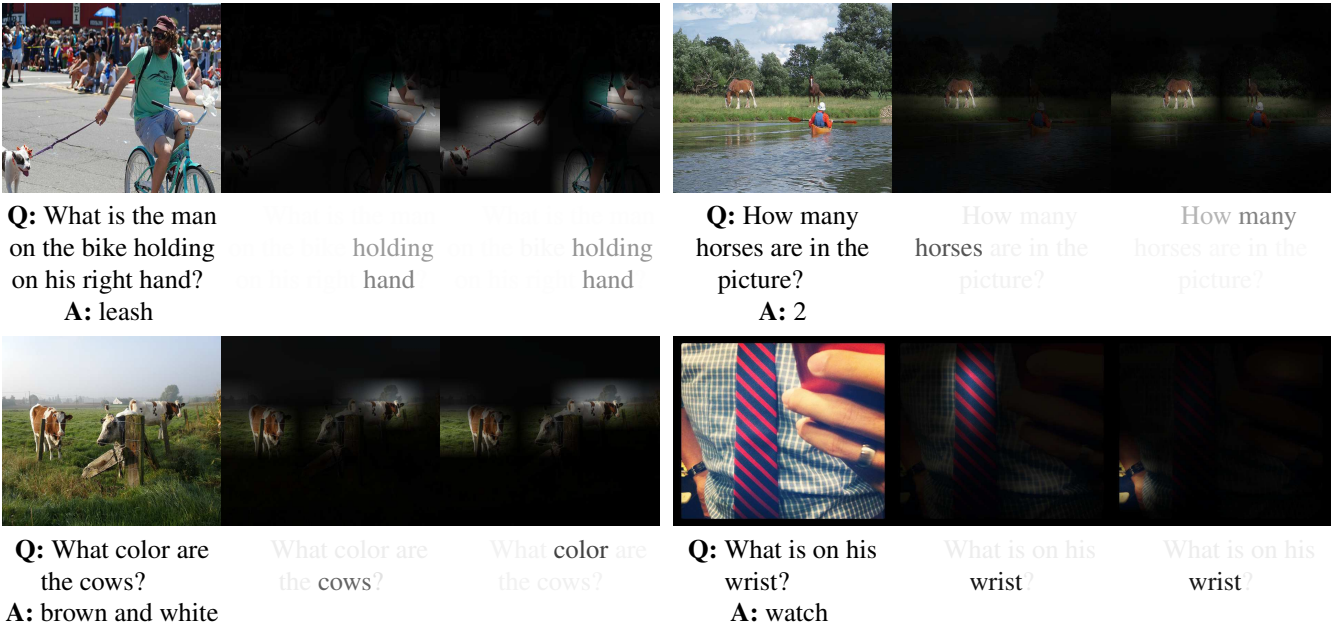 Q: What is the man
on the bike holding
on his right hand?
A: leash
What is the man
on the bike holding
on his right hand?
What is the man
on the bike holding
on his right hand?
Q: How many
horses are in the
picture?
A: 2
How many
horses are in the
picture?
How many
horses are in the
picture?
Q: What color are
the cows?
A: brown and white
What color are
the cows?
What color are
the cows?
Q: What is on his
wrist?
A: watch
What is on his
wrist?
What is on his
wrist?